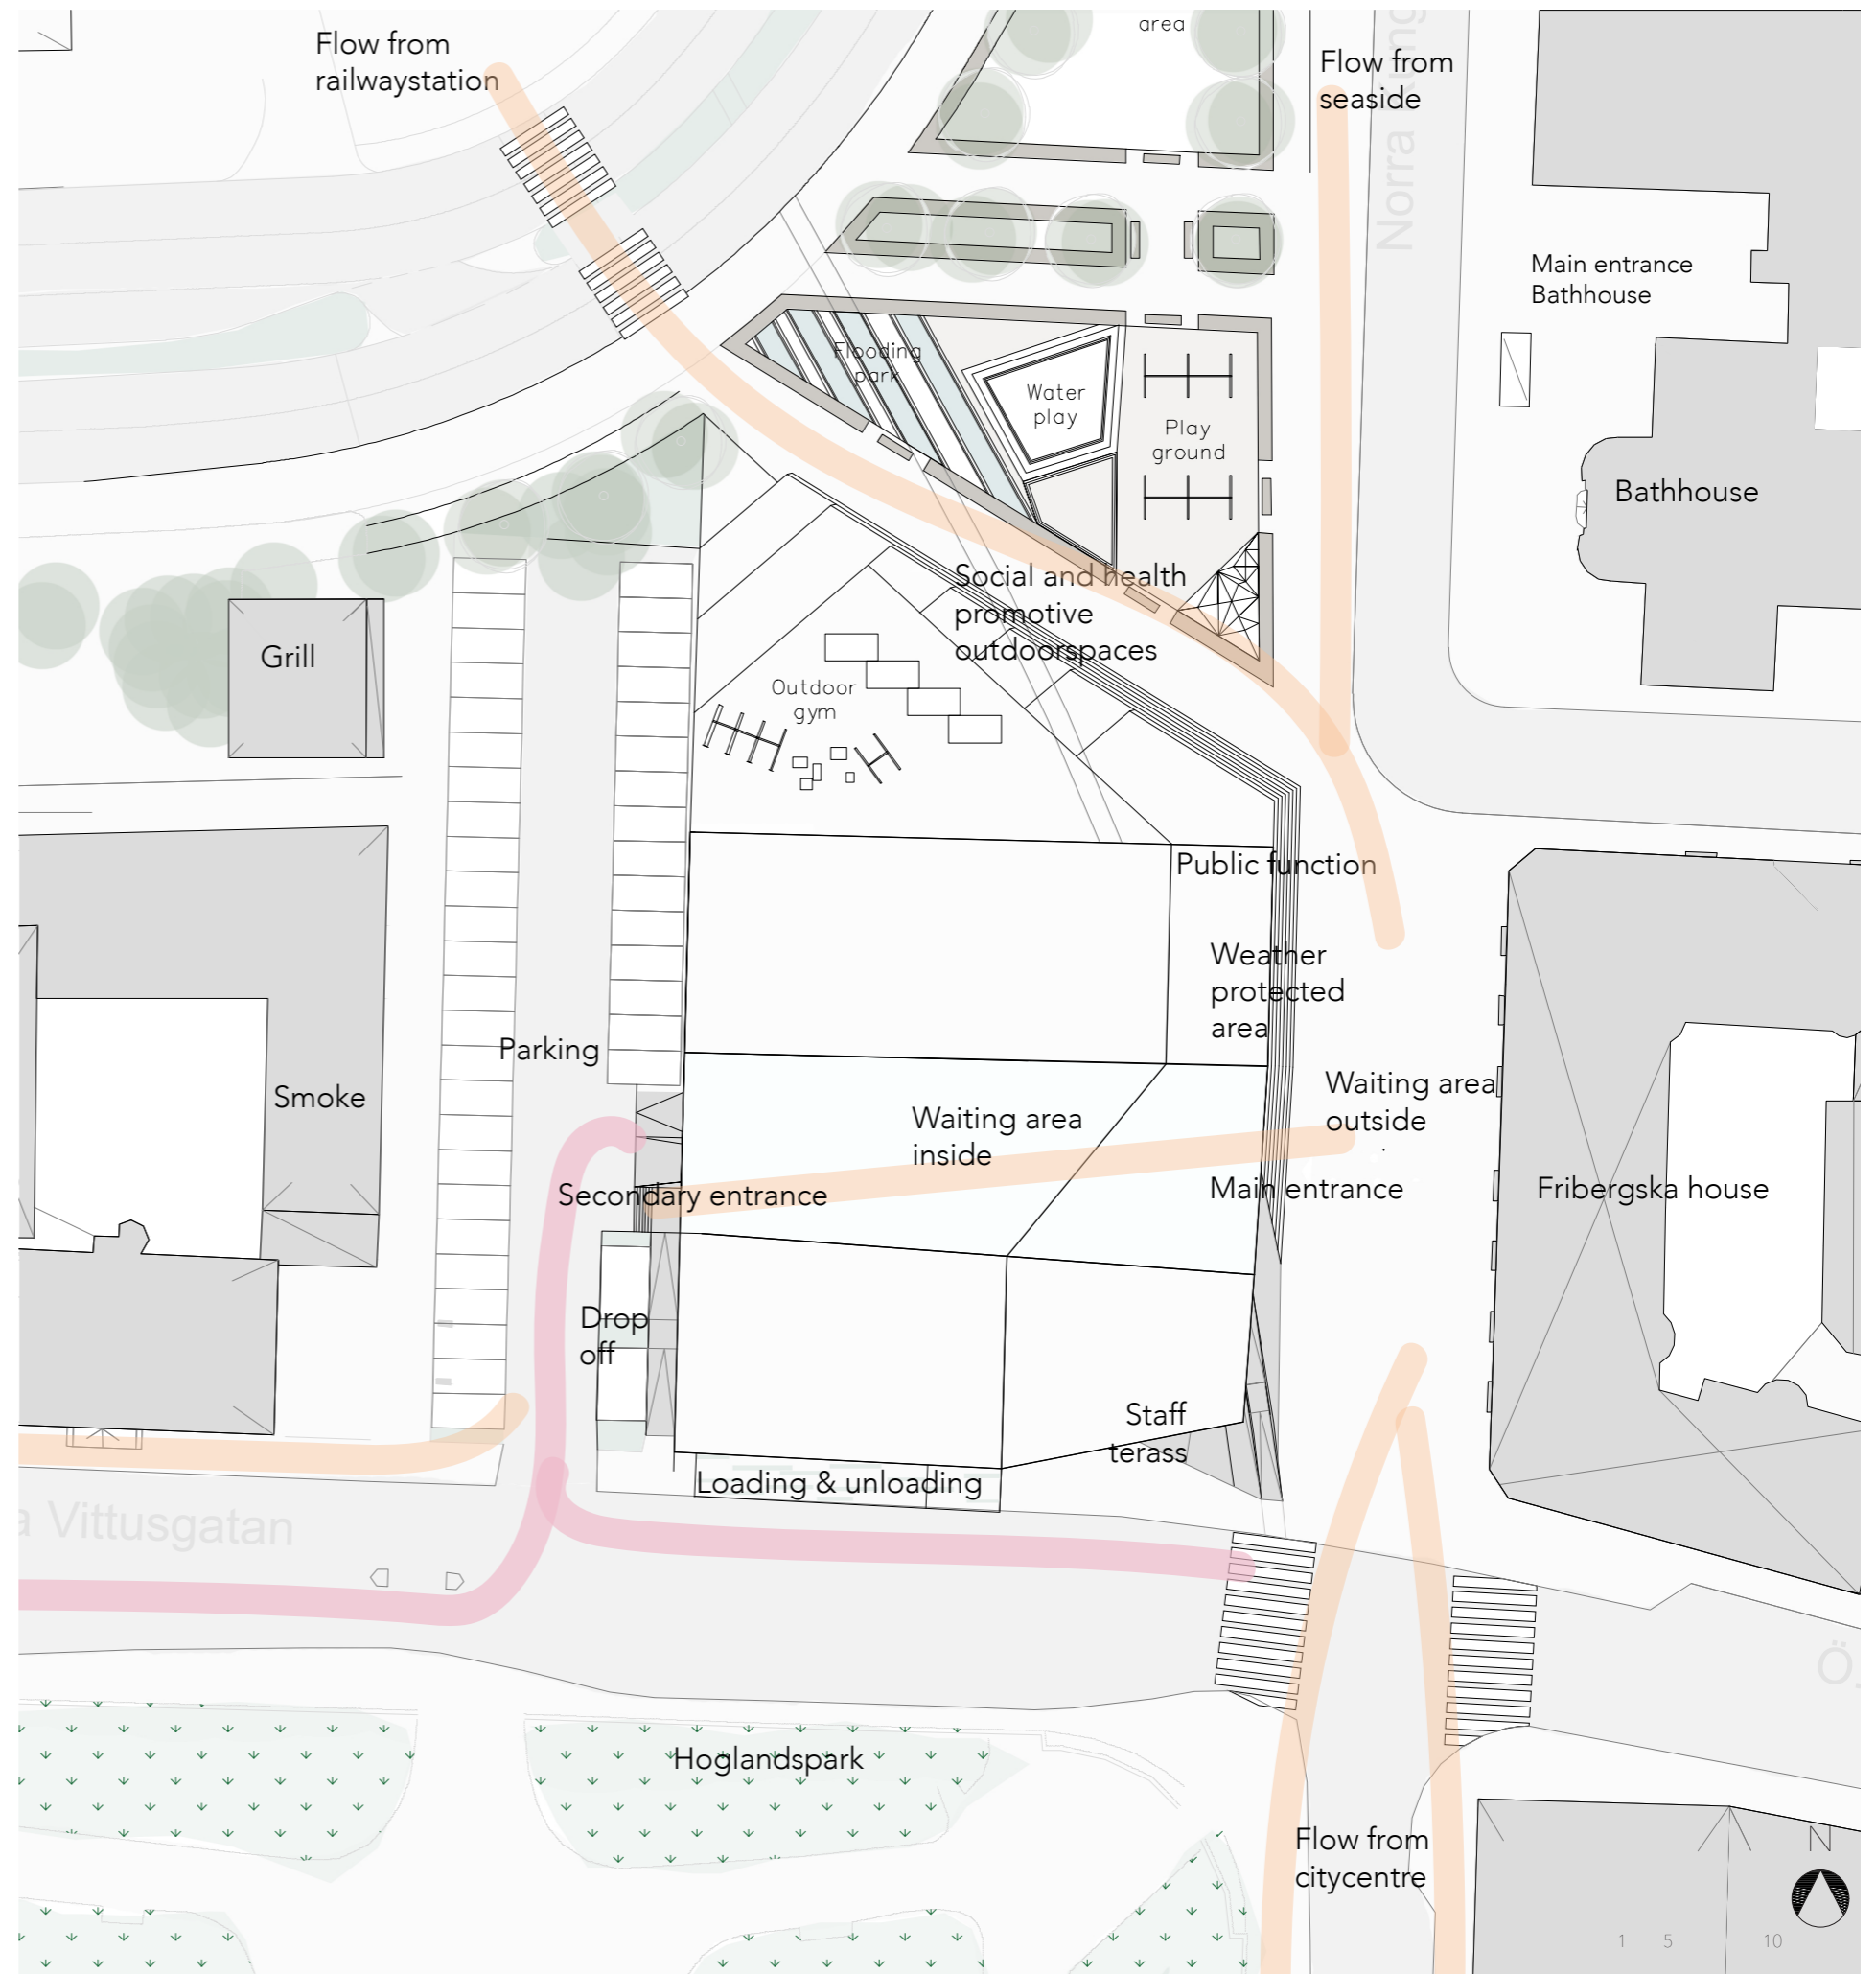 area
Flow from
railwaystation
Flow from
seaside
Norra
Main entrance
Bathhouse
Flooding
park
Water
play
Play
ground
Bathhouse
Social and health
promotive
outdoorspaces
Grill
Outdoor
gym
Public function
Weather
protected
area
Parking
Smoke
Waiting area
inside
Waiting area
outside
Secondary entrance
Main entrance
Fribergska house
Drop
off
Staff
terass
Loading & unloading
a Vittusgatan
Ö
Hoglandspark
Flow from
citycentre
N
1 5 10